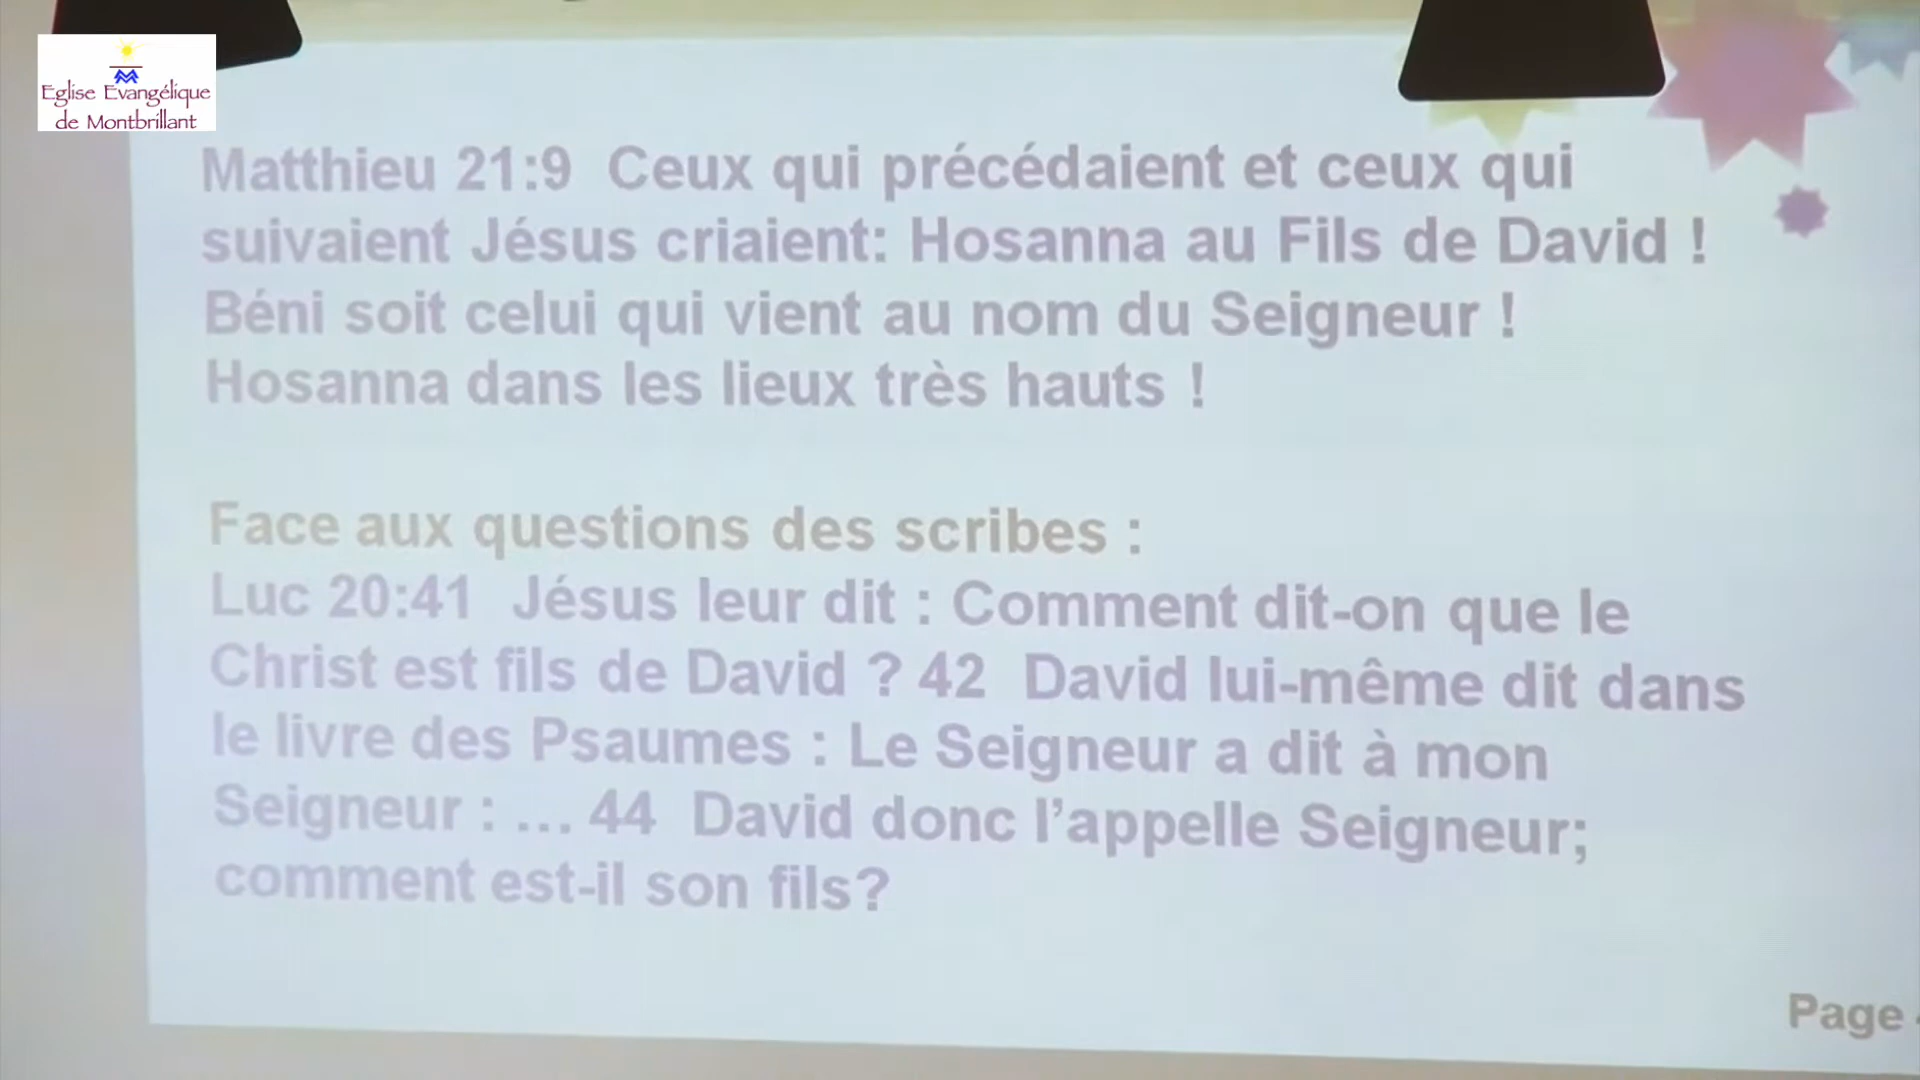 Eglise Evangélique
de Montbrillant
Matthieu 21:9 Ceux qui précédaient et ceux qui
suivaient Jésus criaient: Hosanna au Fils de David !
Béni soit celui qui vient au nom du Seigneur !
Hosanna dans les lieux très hauts !
Face aux questions des scribes :
Luc 20:41 Jésus leur dit : Comment dit-on que le
Christ est fils de David ? 42 David lui-même dit dans
le livre des Psaumes : Le Seigneur a dit à mon
Seigneur : ... 44 David donc l’appelle Seigneur;
comment est-il son fils?
Page